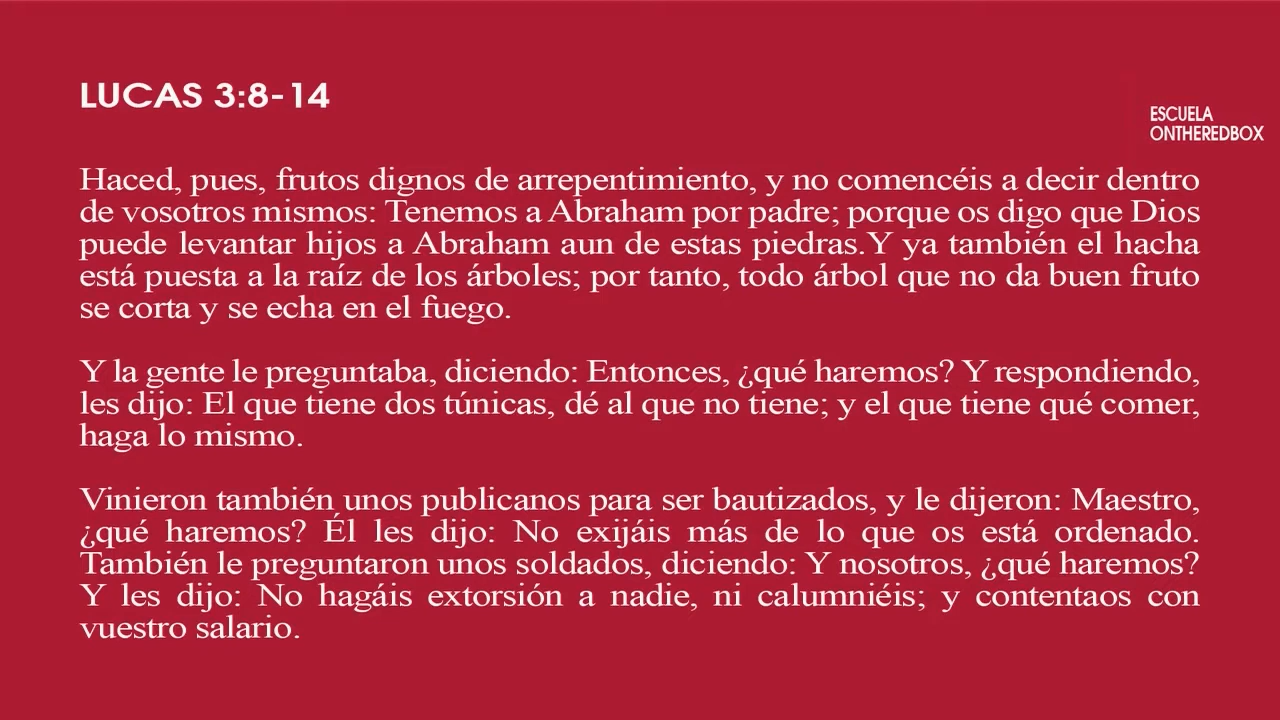 LUCAS 3:8-14
ESCUELA
ONTHEREDBOX
Haced, pues, frutos dignos de arrepentimiento, y no comencéis a decir dentro
de vosotros mismos: Tenemos a Abraham por padre; porque os digo que Dios
puede levantar hijos a Abraham aun de estas piedras.Y ya también el hacha
está puesta a la raíz de los árboles; por tanto, todo árbol que no da buen fruto
se corta y se echa en el fuego.
Y la gente le preguntaba, diciendo: Entonces, ¿qué haremos? Y respondiendo,
les dijo: El que tiene dos túnicas, dé al que no tiene; y el que tiene qué comer,
haga lo mismo.
Vinieron también unos publicanos para ser bautizados, y le dijeron: Maestro,
¿qué haremos? Él les dijo: No exijáis más de lo que os está ordenado.
También le preguntaron unos soldados, diciendo: Y nosotros, ¿qué haremos?
Y les dijo: No hagáis extorsión a nadie, ni calumniéis; y contentaos con
vuestro salario.